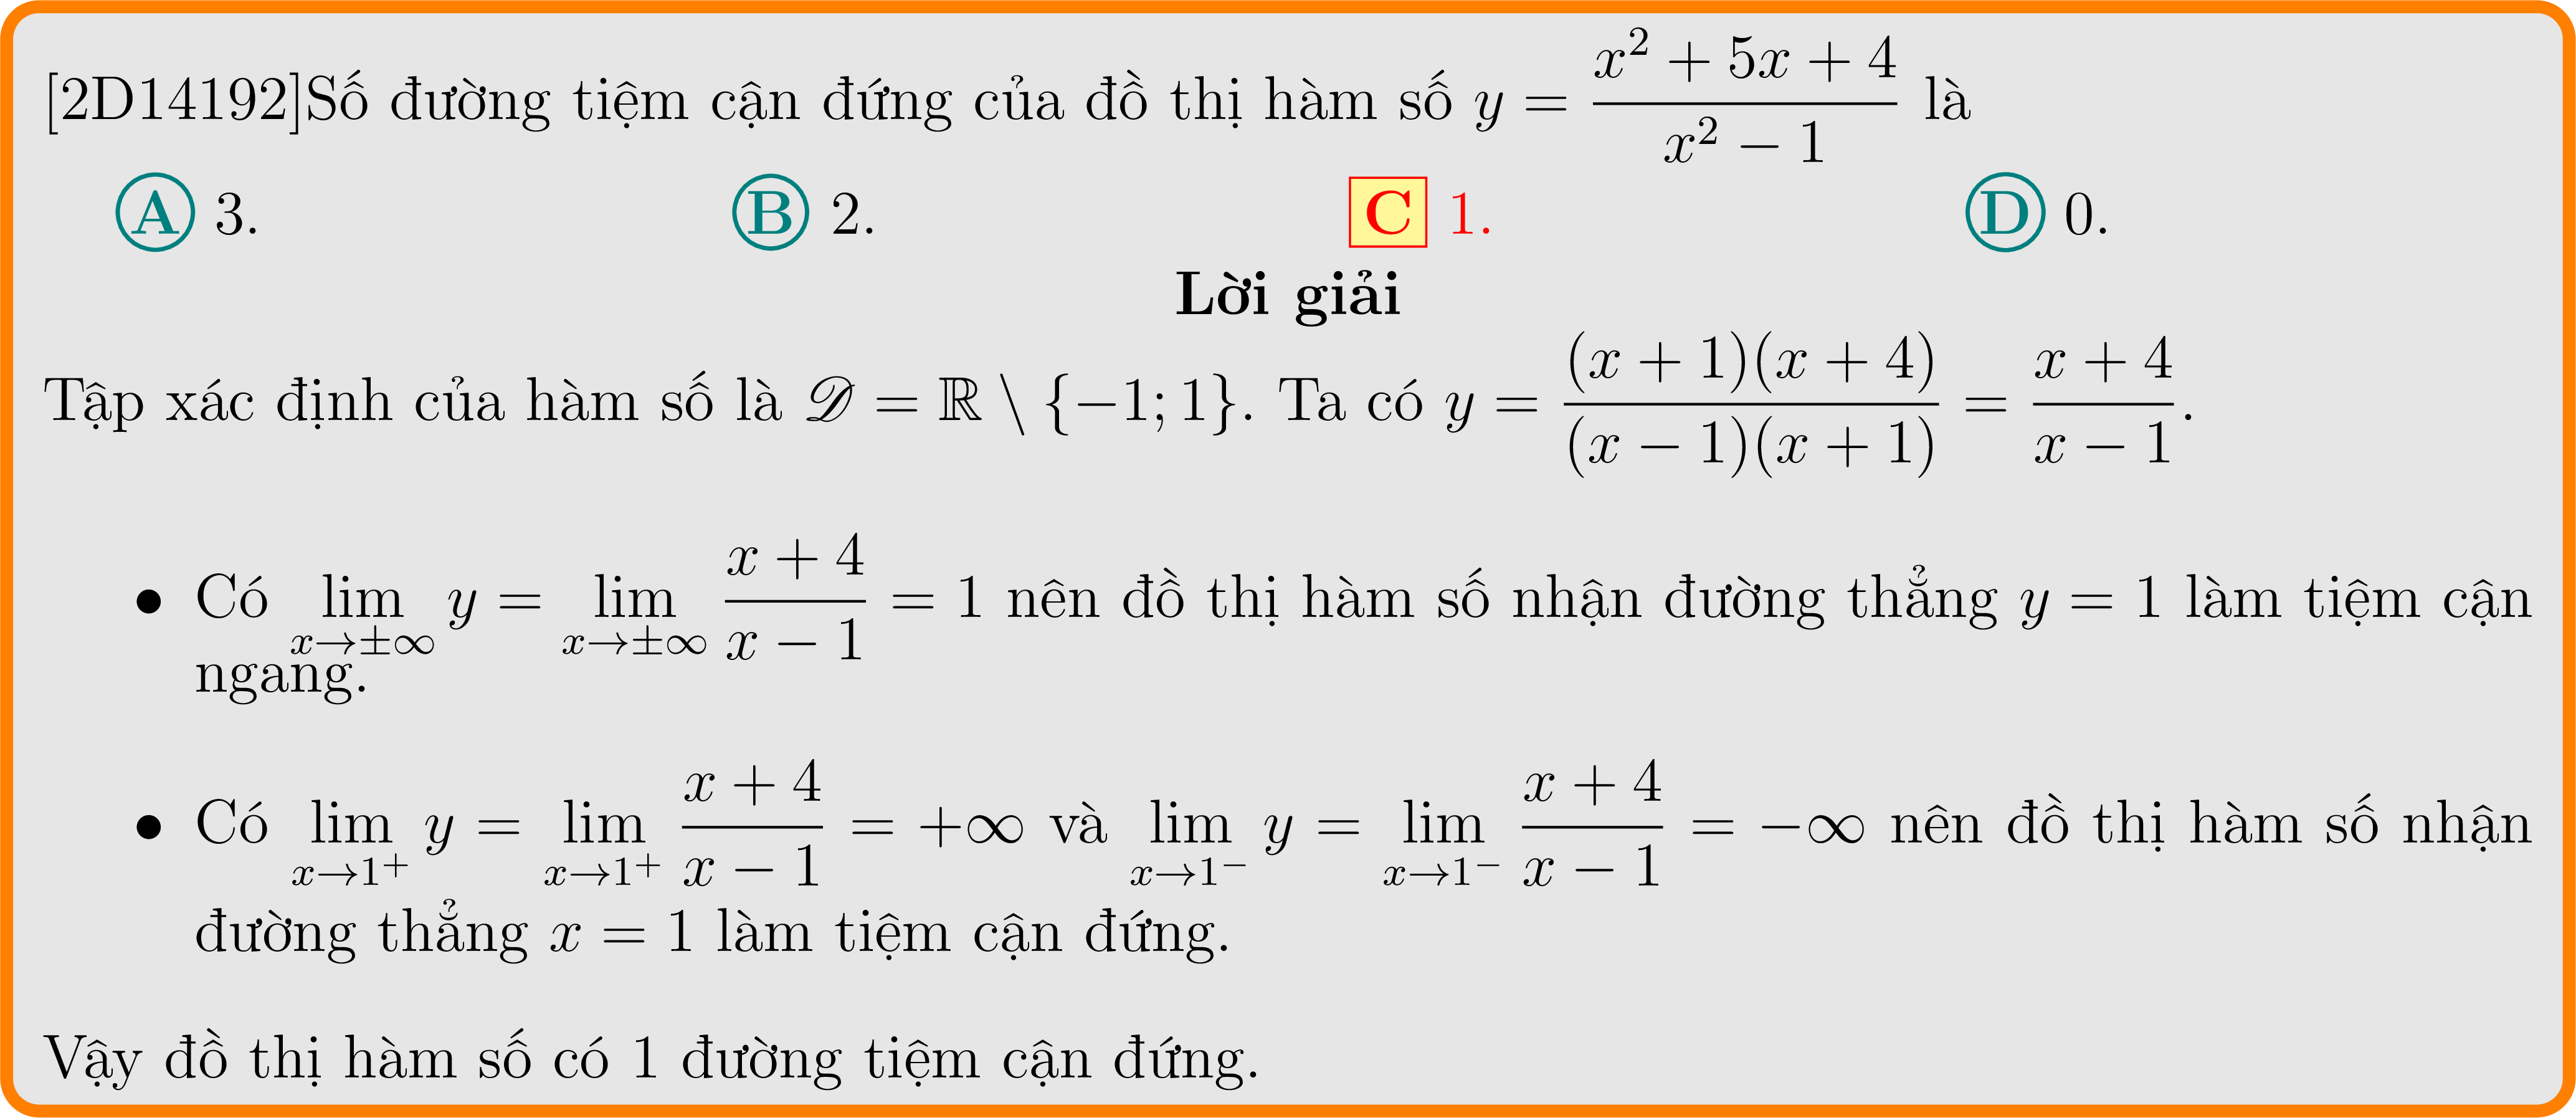 [2D14192]Số đường tiệm cận đứng của đồ thị hàm số $y = \dfrac{x^2 + 5x + 4}{x^2 - 1}$ là
A 3. B 2. C 1. D 0.
Lời giải
Tập xác định của hàm số là $\mathscr{D} = \mathbb{R} \setminus \{-1; 1\}$. Ta có $y = \dfrac{(x + 1)(x + 4)}{(x - 1)(x + 1)} = \dfrac{x + 4}{x - 1}$.
• Có $\lim\limits_{x \to \pm\infty} y = \lim\limits_{x \to \pm\infty} \dfrac{x + 4}{x - 1} = 1$ nên đồ thị hàm số nhận đường thẳng $y = 1$ làm tiệm cận
ngang.
• Có $\lim\limits_{x \to 1^+} y = \lim\limits_{x \to 1^+} \dfrac{x + 4}{x - 1} = +\infty$ và $\lim\limits_{x \to 1^-} y = \lim\limits_{x \to 1^-} \dfrac{x + 4}{x - 1} = -\infty$ nên đồ thị hàm số nhận
đường thẳng $x = 1$ làm tiệm cận đứng.
Vậy đồ thị hàm số có 1 đường tiệm cận đứng.